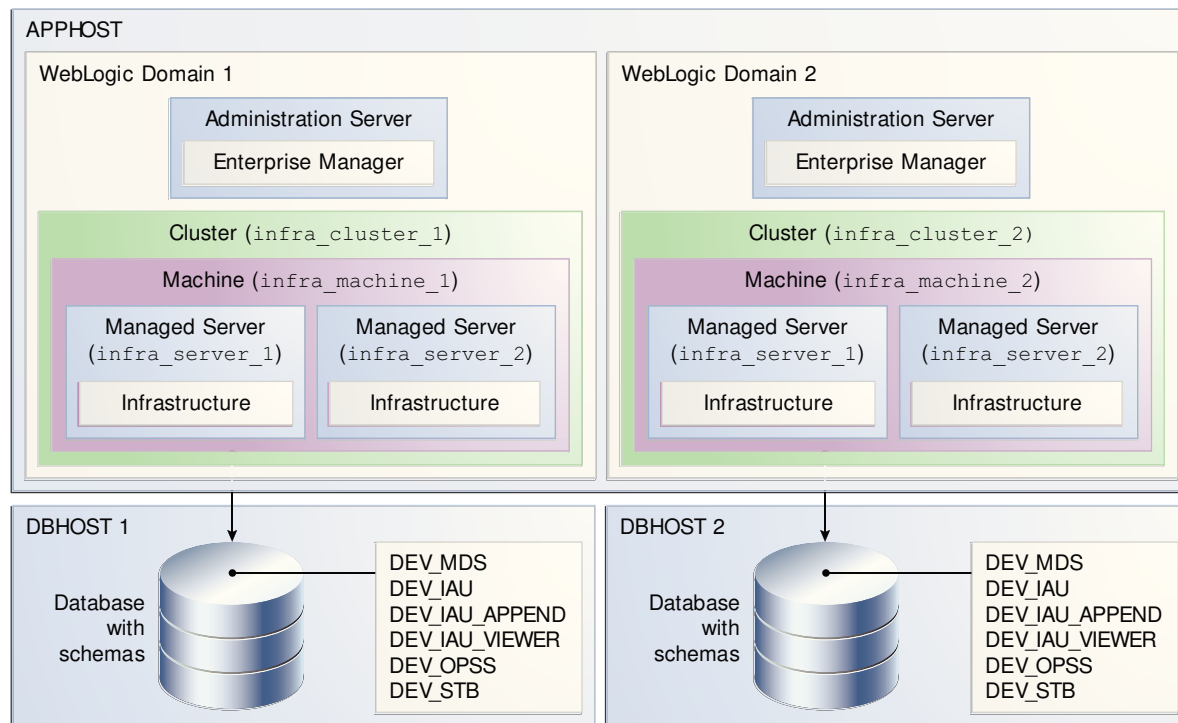 APPHOST
WebLogic Domain 1
Administration Server
Enterprise Manager
Cluster (infra_cluster_1)
Machine (infra_machine_1)
Managed Server
(infra_server_1)
Infrastructure
Managed Server
(infra_server_2)
Infrastructure
WebLogic Domain 2
Administration Server
Enterprise Manager
Cluster (infra_cluster_2)
Machine (infra_machine_2)
Managed Server
(infra_server_1)
Infrastructure
Managed Server
(infra_server_2)
Infrastructure
DBHOST 1
Database
with
schemas
DEV_MDS
DEV_IAU
DEV_IAU_APPEND
DEV_IAU_VIEWER
DEV_OPSS
DEV_STB
DBHOST 2
Database
with
schemas
DEV_MDS
DEV_IAU
DEV_IAU_APPEND
DEV_IAU_VIEWER
DEV_OPSS
DEV_STB